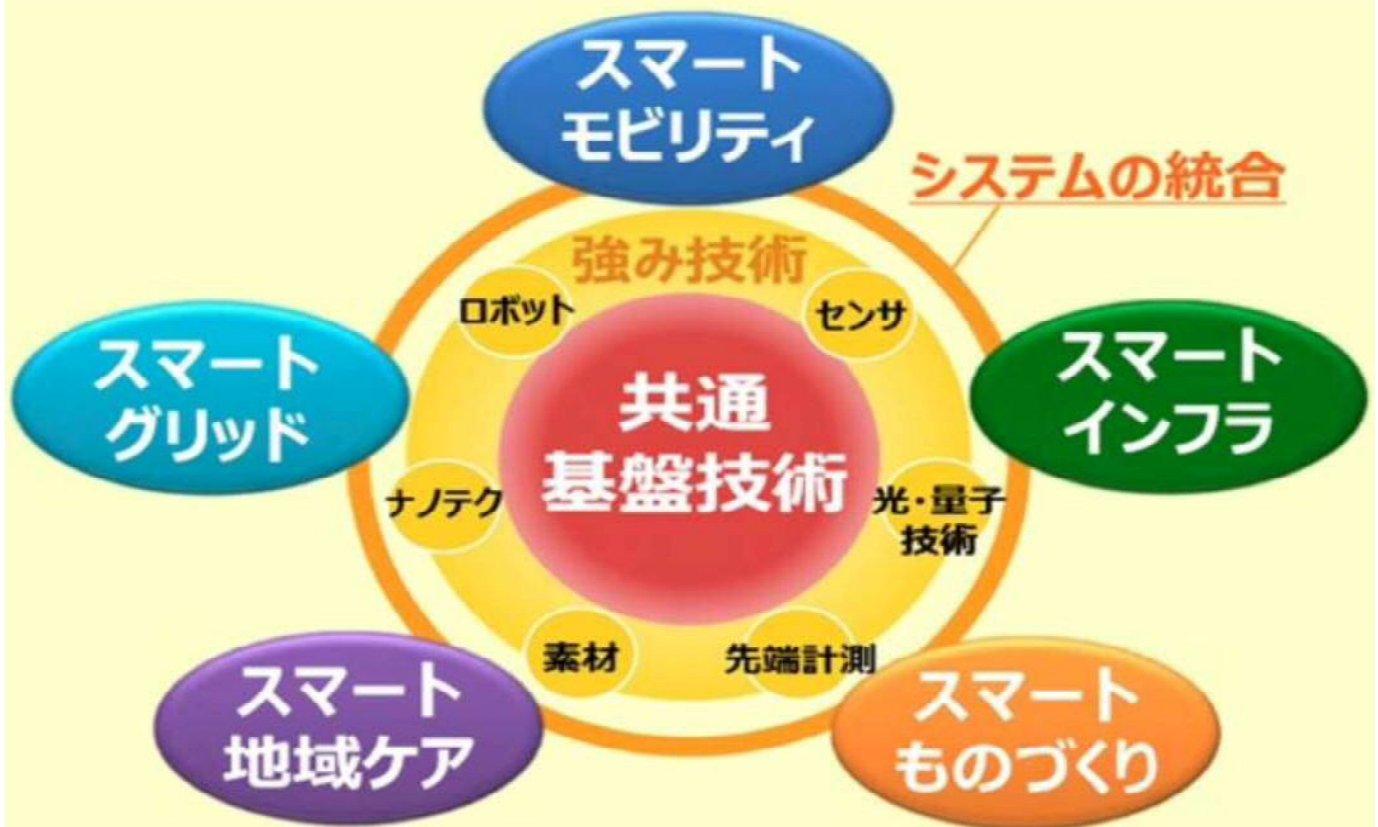 スマート
モビリティ
システムの統合
強み技術
ロボット
センサ
スマート
グリッド
スマート
インフラ
共通
基盤技術
ナノテク
光・量子
技術
素材
先端計測
スマート
地域ケア
スマート
ものづくり